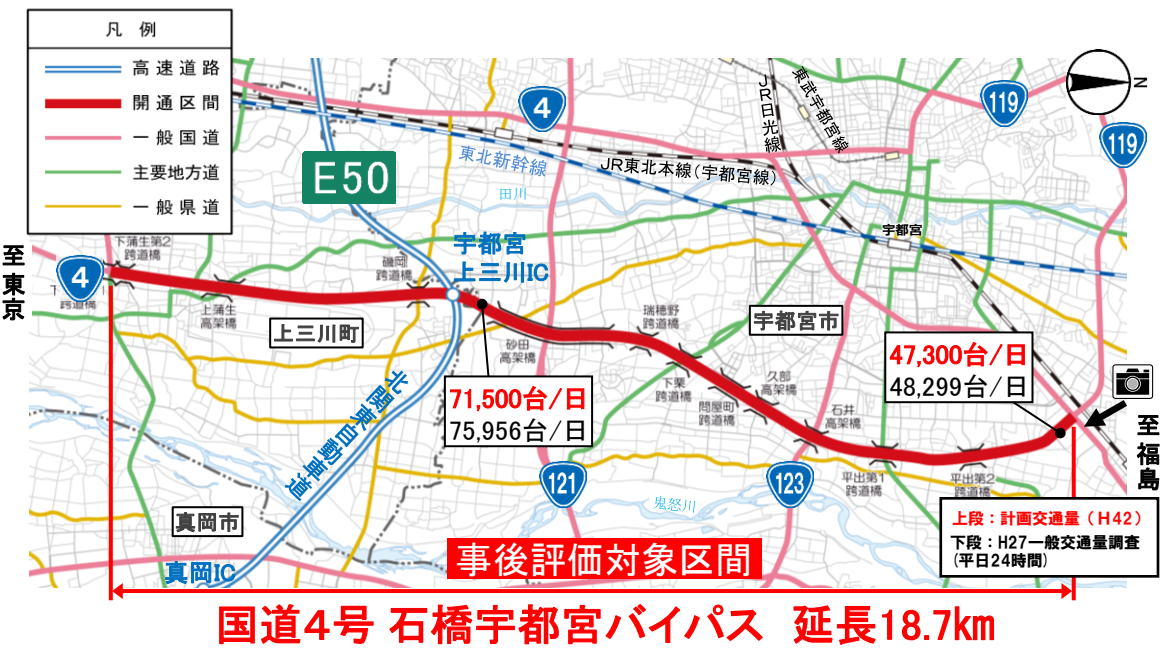 凡 例
高速道路
開通区間
一般国道
主要地方道
一般県道
4
119
119
N
JR日光線
東武宇都宮線
東北新幹線
JR東北本線(宇都宮線)
E50
田川
宇都宮
至東京
4
下蒲生第2
跨道橋
跨道橋
上蒲生
高架橋
磯岡
跨道橋
宇都宮
上三川IC
上三川町
砂田
高架橋
瑞穂野
跨道橋
宇都宮市
下栗
跨道橋
問屋町
跨道橋
久部
高架橋
石井
高架橋
平出第1
跨道橋
平出第2
跨道橋
71,500台/日
75,956台/日
47,300台/日
48,299台/日
至福島
北関東自動車道
121
123
鬼怒川
真岡市
真岡IC
上段:計画交通量(H42)
下段:H27一般交通量調査
(平日24時間)
事後評価対象区間
国道4号 石橋宇都宮バイパス 延長18.7km